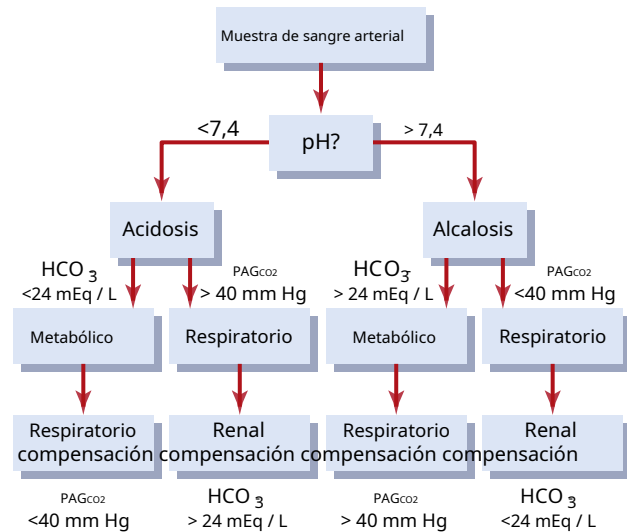 Muestra de sangre arterial
<7,4
pH?
> 7,4
Acidosis
Alcalosis
HCO 3
<24 mEq / L
PAGCO2
> 40 mm Hg
HCO3-
> 24 mEq / L
PAGCO2
<40 mm Hg
Metabólico
Respiratorio
Metabólico
Respiratorio
Respiratorio
compensación
Renal
compensación
Respiratorio
compensación
Renal
compensación
PAGCO2
<40 mm Hg
HCO 3
> 24 mEq / L
PAGCO2
> 40 mm Hg
HCO 3
<24 mEq / L